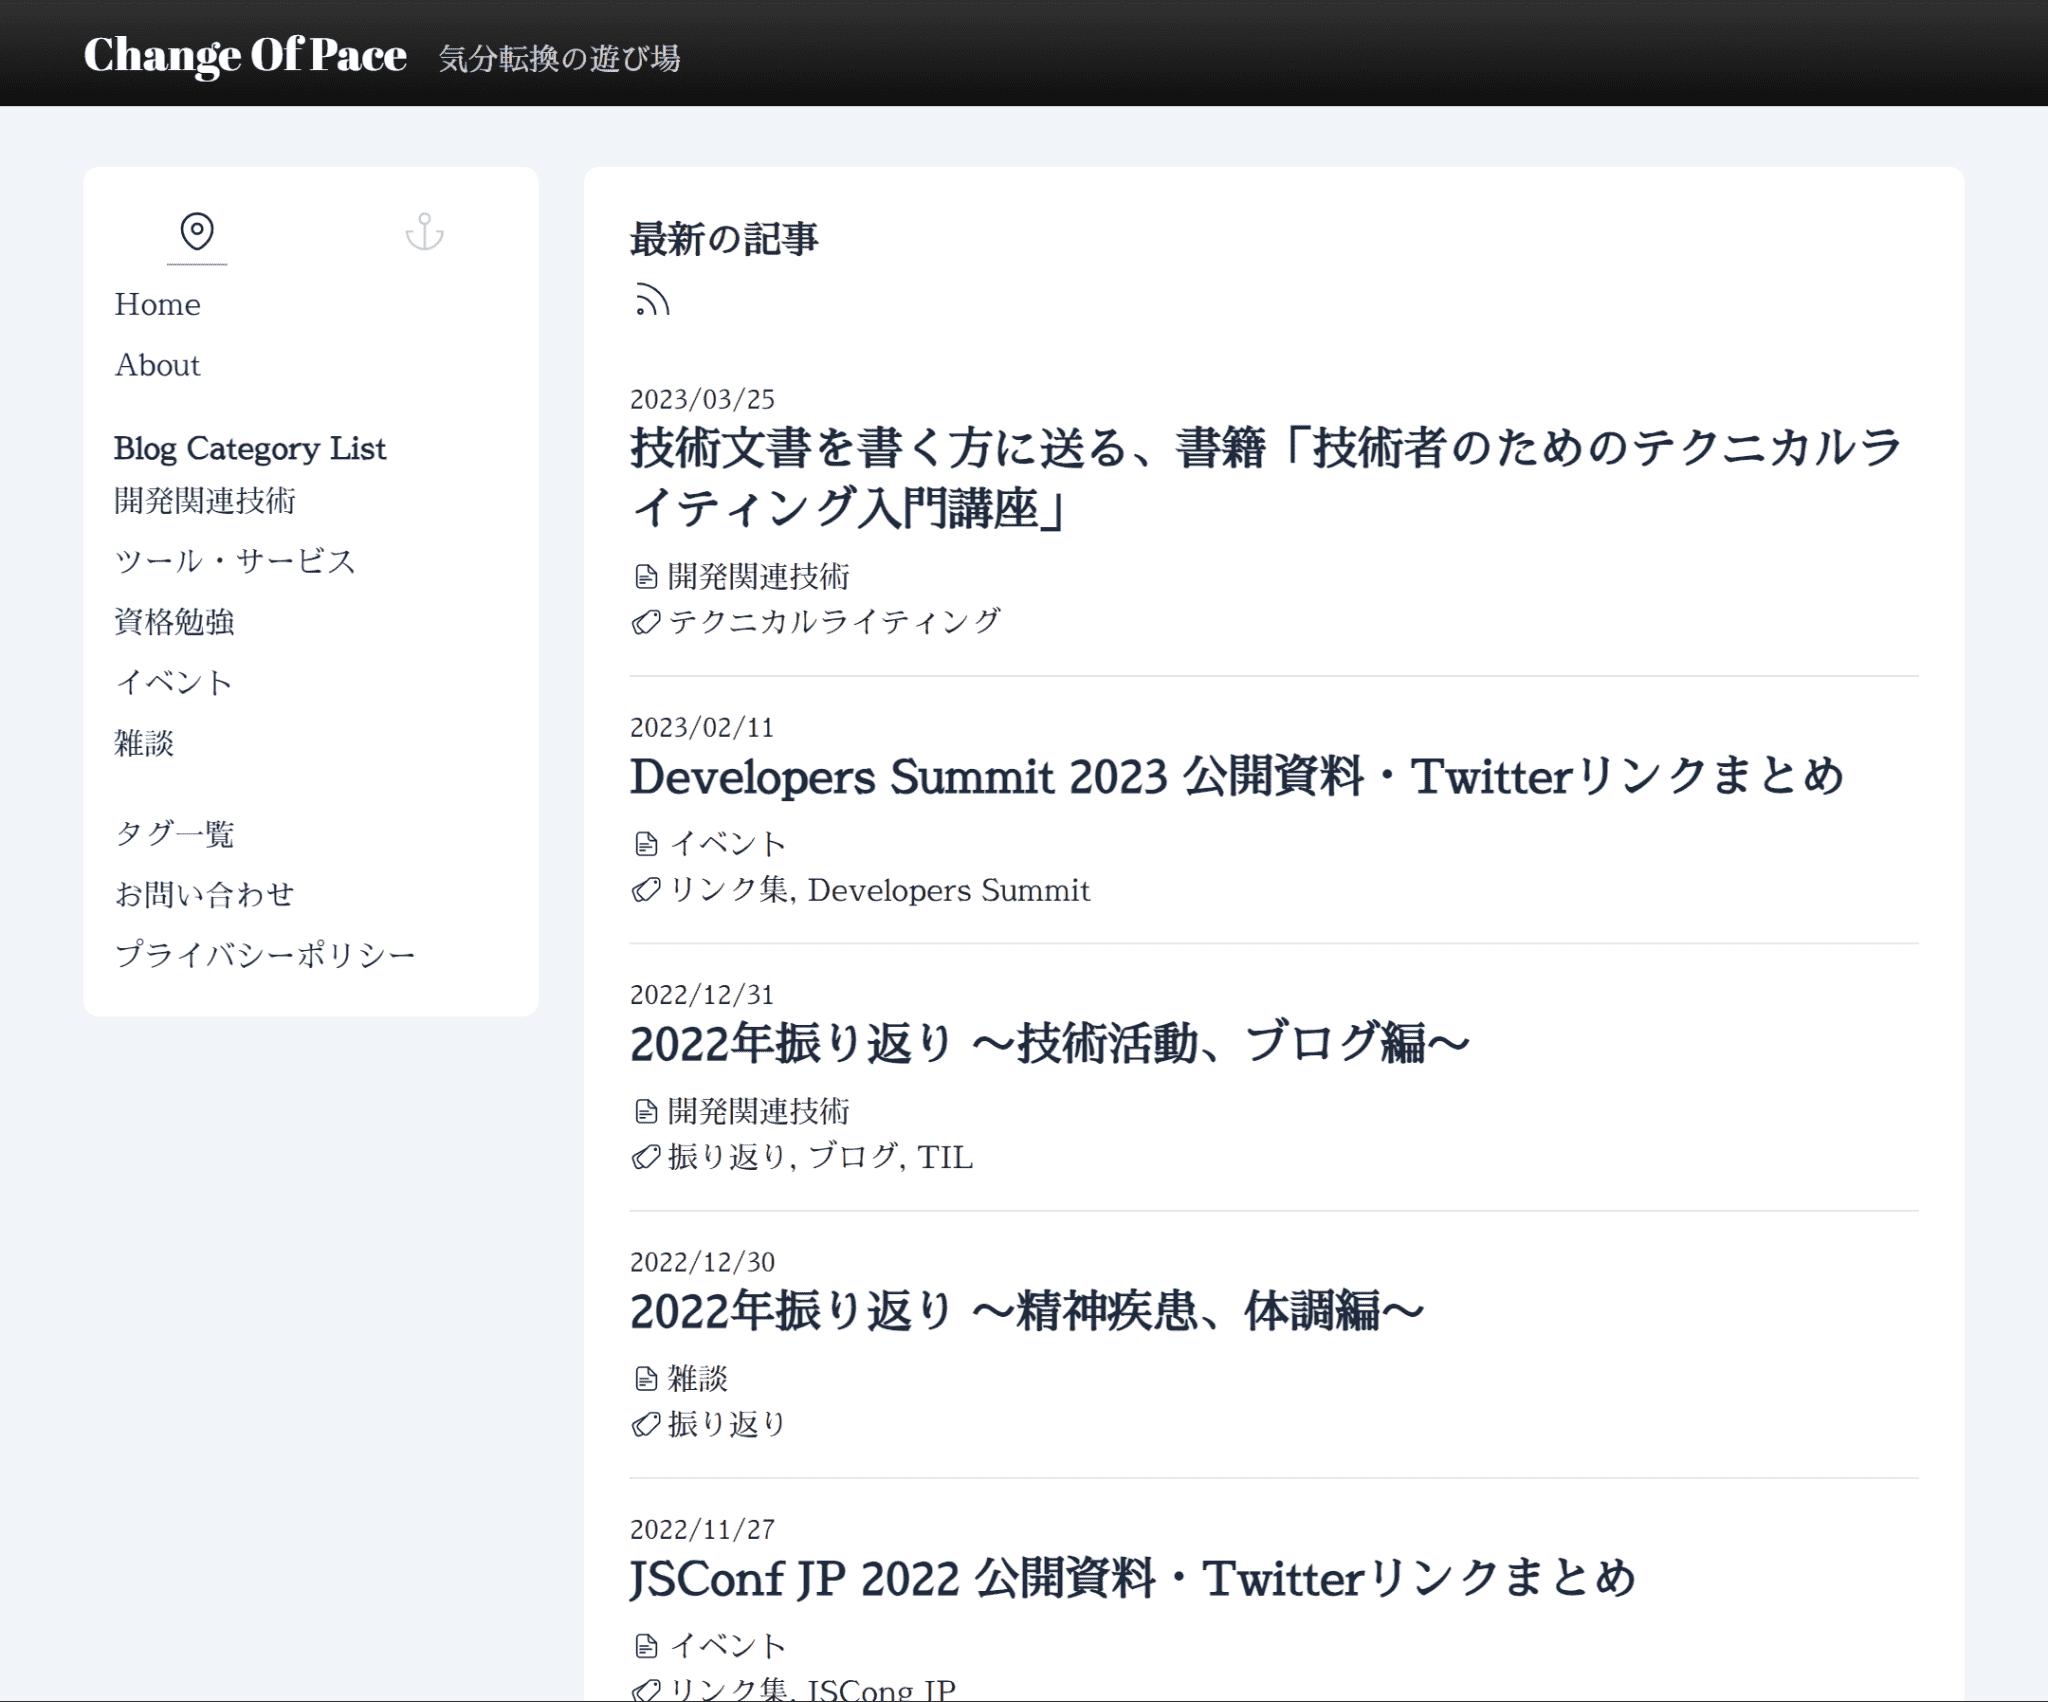 Change Of Pace 気分転換の遊び場
Home
About
Blog Category List
開発関連技術
ツール・サービス
資格勉強
イベント
雑談
タグ一覧
お問い合わせ
プライバシーポリシー
最新の記事
2023/03/25
技術文書を書く方に送る、書籍「技術者のためのテクニカルラ
イティング入門講座」
開発関連技術
テクニカルライティング
2023/02/11
Developers Summit 2023 公開資料・Twitterリンクまとめ
イベント
リンク集, Developers Summit
2022/12/31
2022年振り返り 〜技術活動、ブログ編〜
開発関連技術
振り返り, ブログ, TIL
2022/12/30
2022年振り返り 〜精神疾患、体調編〜
雑談
振り返り
2022/11/27
JSConf JP 2022 公開資料・Twitterリンクまとめ
イベント
リンク集, JSCong JP